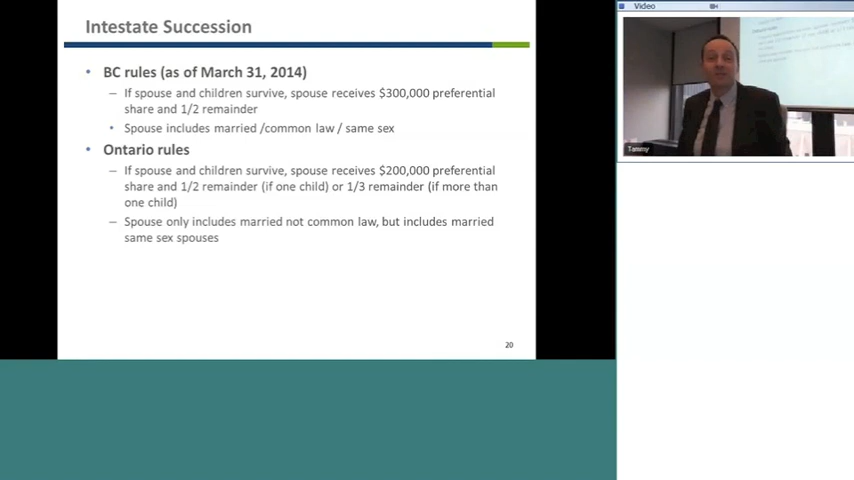 Intestate Succession
• BC rules (as of March 31, 2014)
– If spouse and children survive, spouse receives $300,000 preferential
share and 1/2 remainder
• Spouse includes married /common law / same sex
• Ontario rules
– If spouse and children survive, spouse receives $200,000 preferential
share and 1/2 remainder (if one child) or 1/3 remainder (if more than
one child)
– Spouse only includes married not common law, but includes married
same sex spouses
20
Video
Tammy